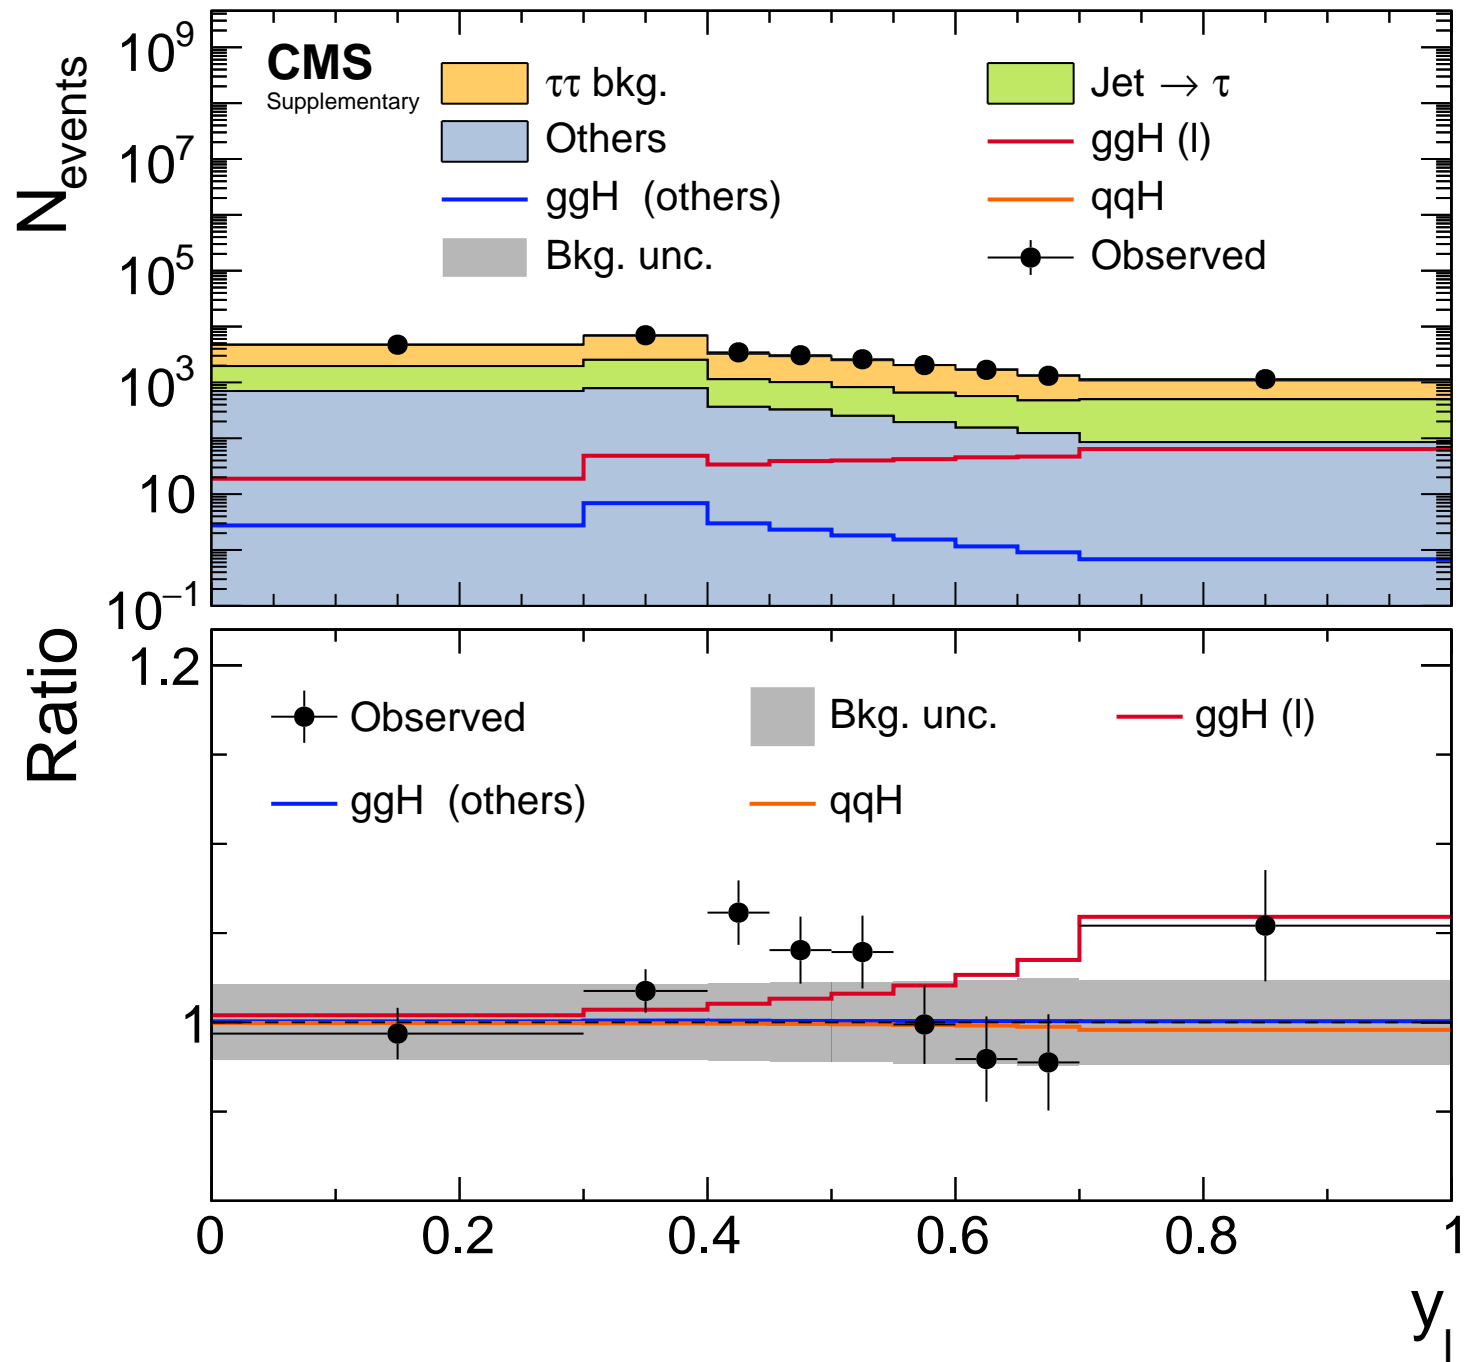 CMS
Supplementary
ττ bkg.
Jet → τ
Others
ggH (l)
ggH (others)
qqH
Bkg. unc.
Observed
N_events
10^9
10^7
10^5
10^3
10
10^−1
Ratio
1.2
1
Observed
Bkg. unc.
ggH (l)
ggH (others)
qqH
0 0.2 0.4 0.6 0.8 1
y_l